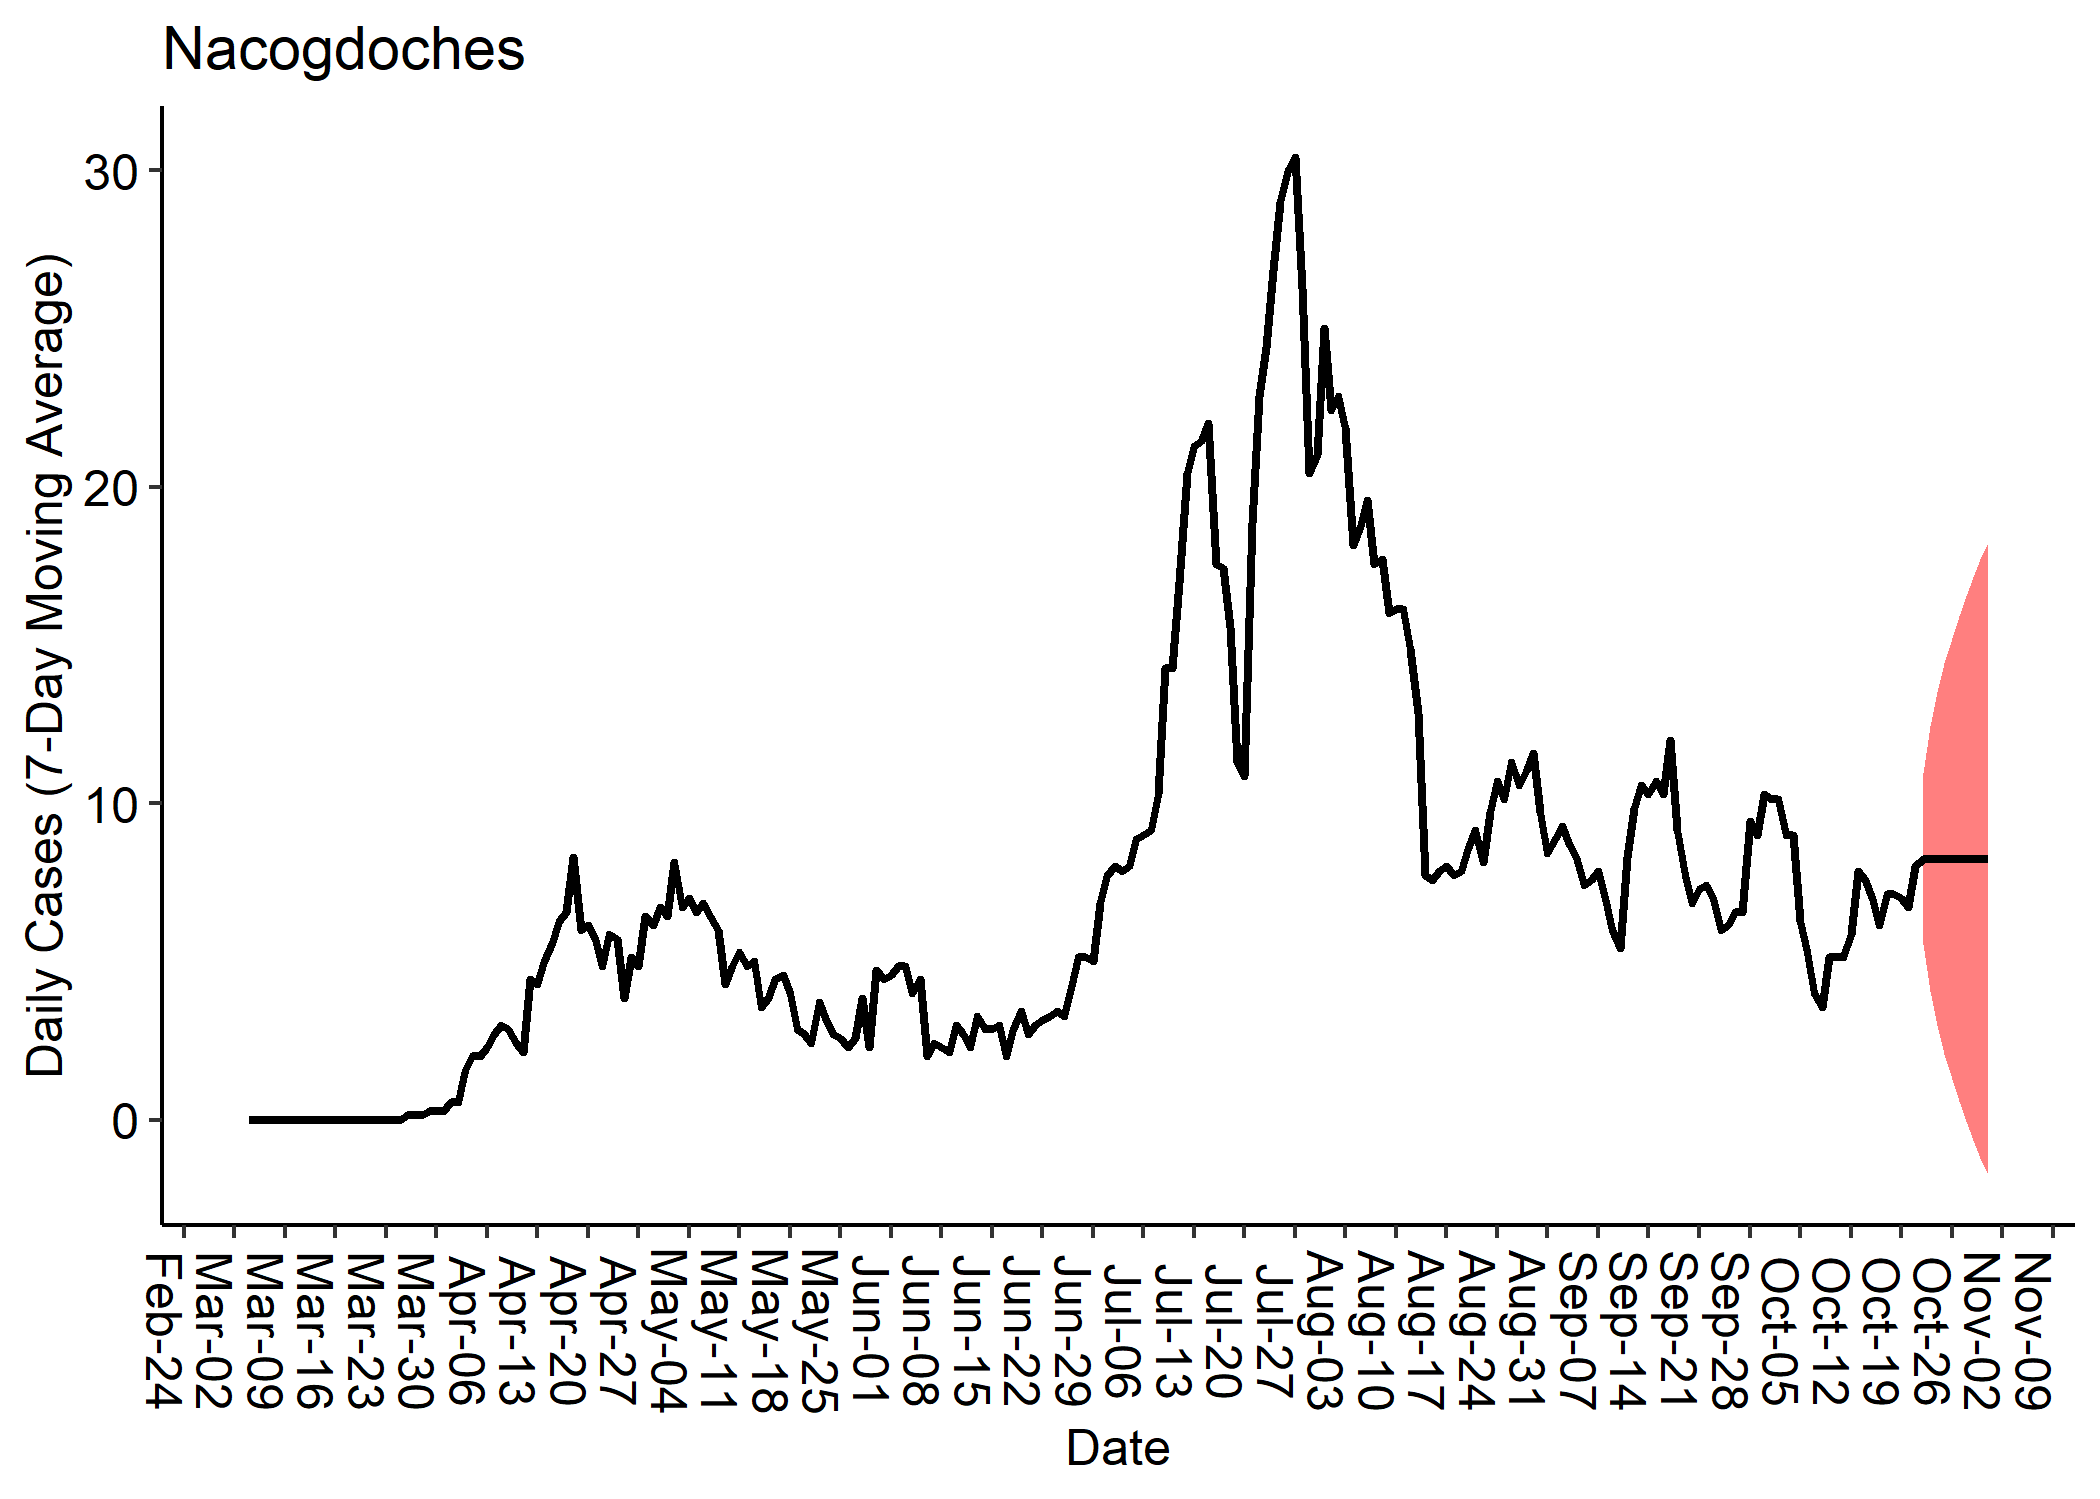 Nacogdoches
Daily Cases (7-Day Moving Average)
30
20
10
0
Feb-24
Mar-02
Mar-09
Mar-16
Mar-23
Mar-30
Apr-06
Apr-13
Apr-20
Apr-27
May-04
May-11
May-18
May-25
Jun-01
Jun-08
Jun-15
Jun-22
Jun-29
Jul-06
Jul-13
Jul-20
Jul-27
Aug-03
Aug-10
Aug-17
Aug-24
Aug-31
Sep-07
Sep-14
Sep-21
Sep-28
Oct-05
Oct-12
Oct-19
Oct-26
Nov-02
Nov-09
Date